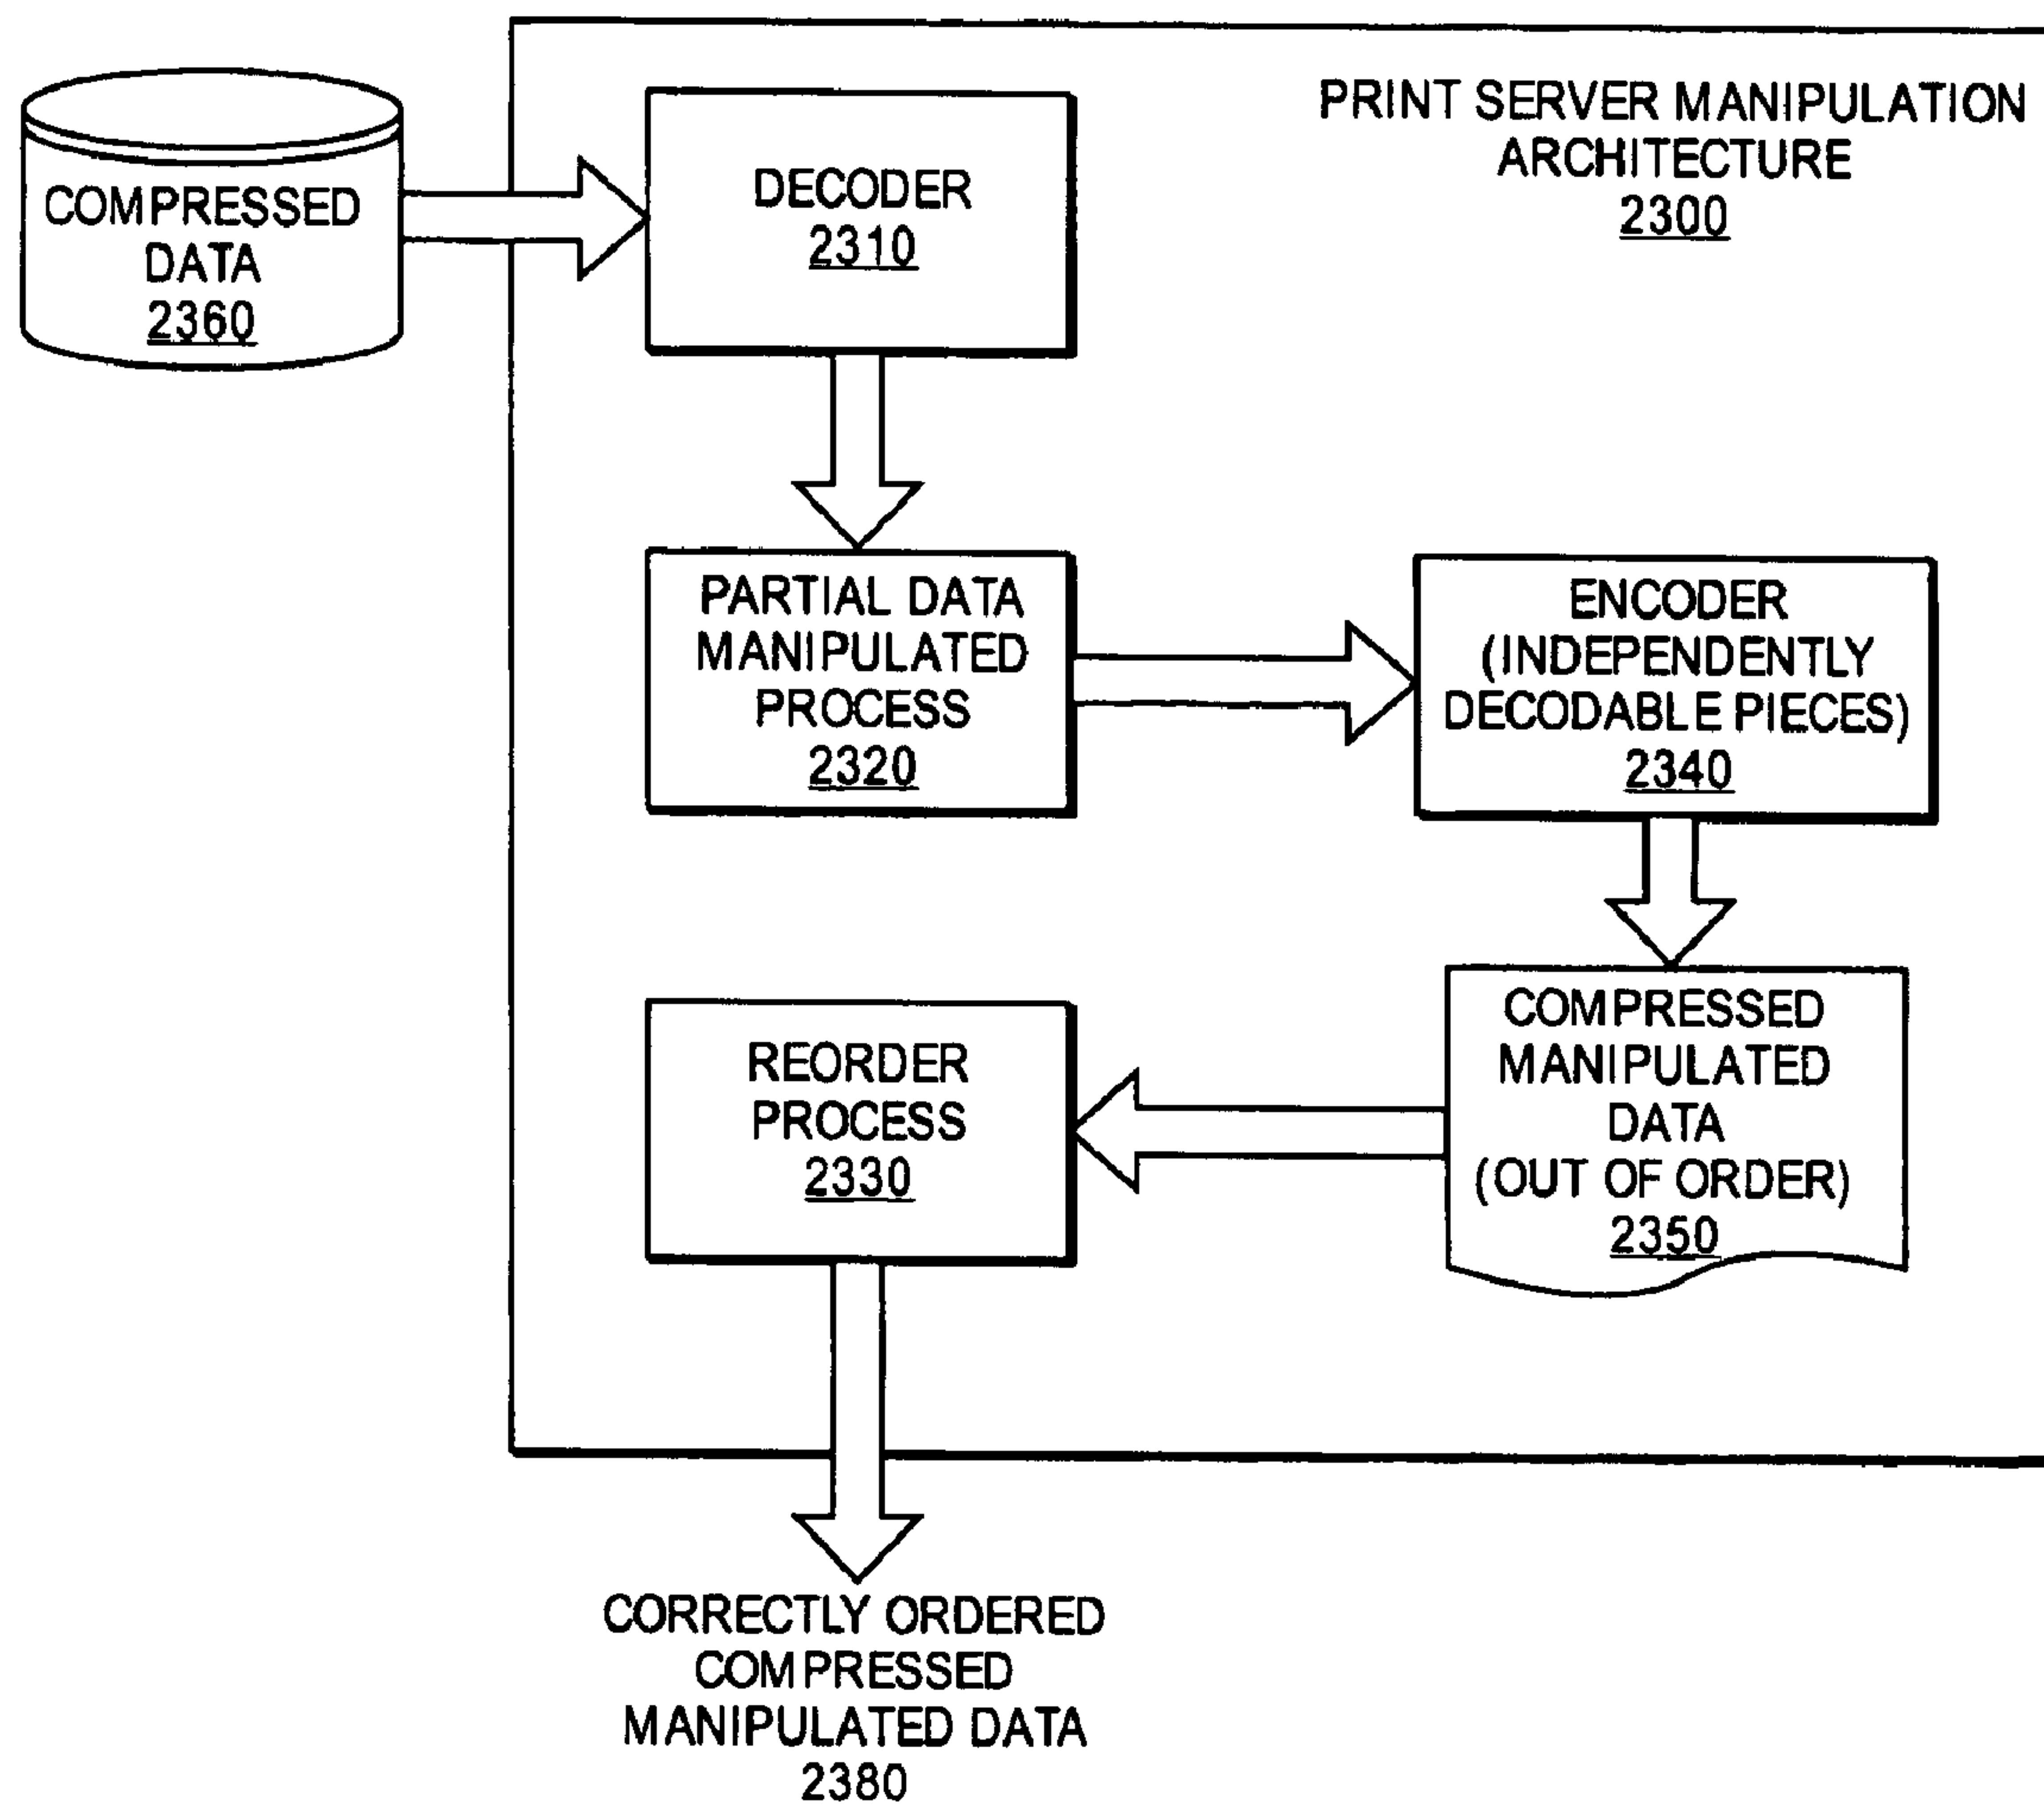 PRINT SERVER MANIPULATION
ARCHITECTURE
2300
COMPRESSED
DATA
2360
DECODER
2310
PARTIAL DATA
MANIPULATED
PROCESS
2320
ENCODER
(INDEPENDENTLY
DECODABLE PIECES)
2340
COMPRESSED
MANIPULATED
DATA
(OUT OF ORDER)
2350
REORDER
PROCESS
2330
CORRECTLY ORDERED
COMPRESSED
MANIPULATED DATA
2380